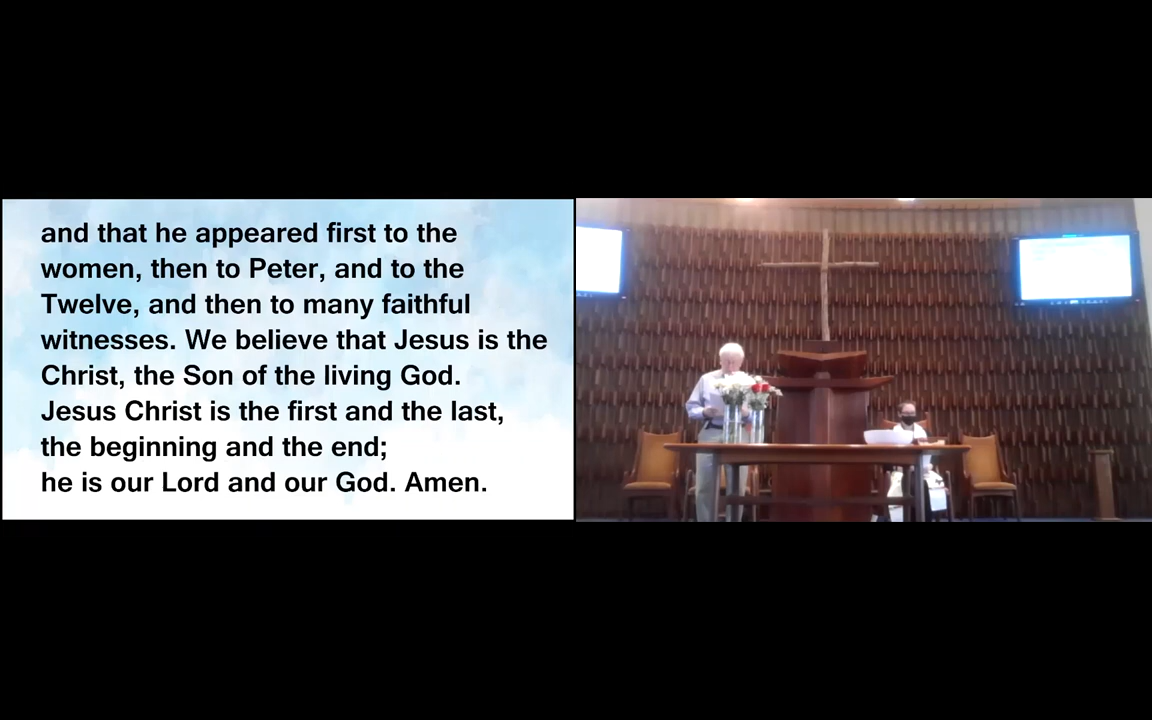 and that he appeared first to the
women, then to Peter, and to the
Twelve, and then to many faithful
witnesses. We believe that Jesus is the
Christ, the Son of the living God.
Jesus Christ is the first and the last,
the beginning and the end;
he is our Lord and our God. Amen.